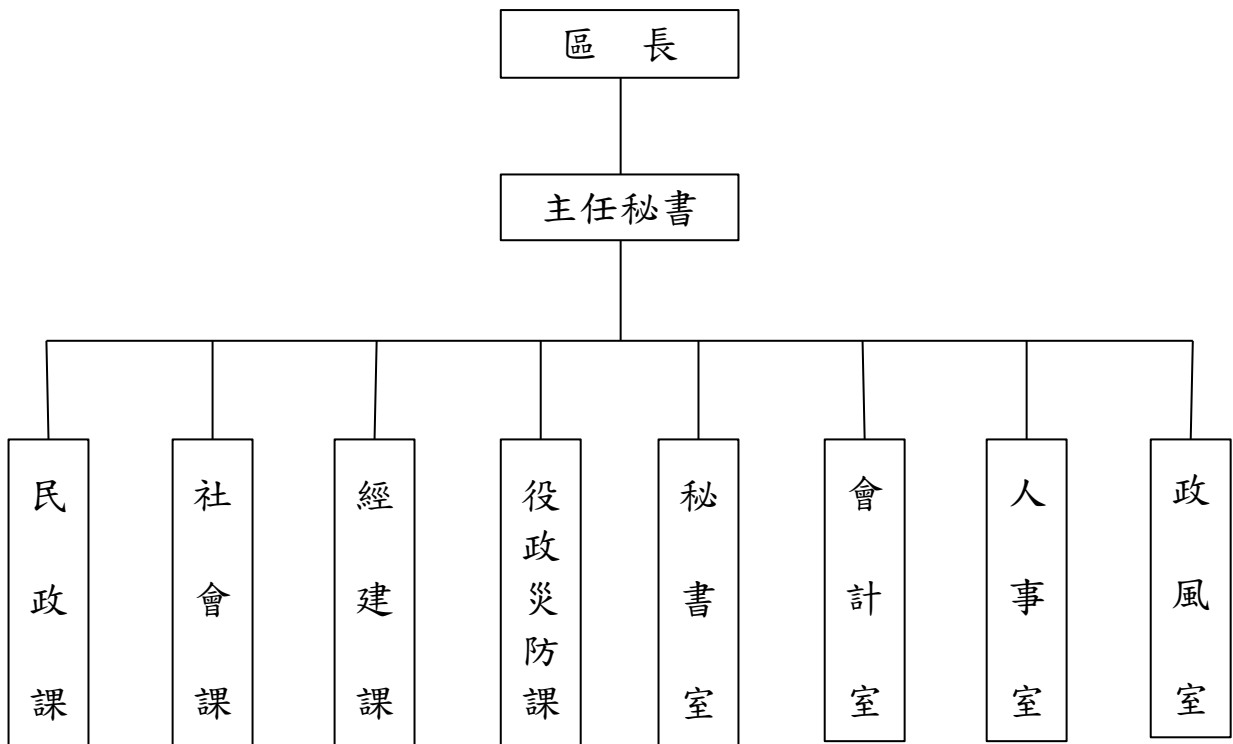 區 長
主任秘書
民政課
社會課
經建課
役政災防課
秘書室
會計室
人事室
政風室